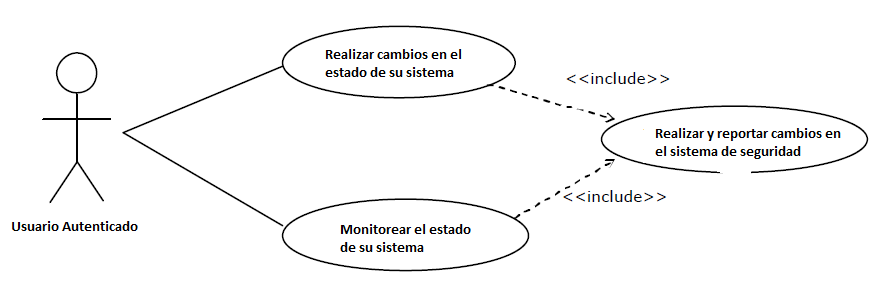 Realizar cambios en el
estado de su sistema
<<include>>
Realizar y reportar cambios en
el sistema de seguridad
<<include>>
Usuario Autenticado
Monitorear el estado
de su sistema